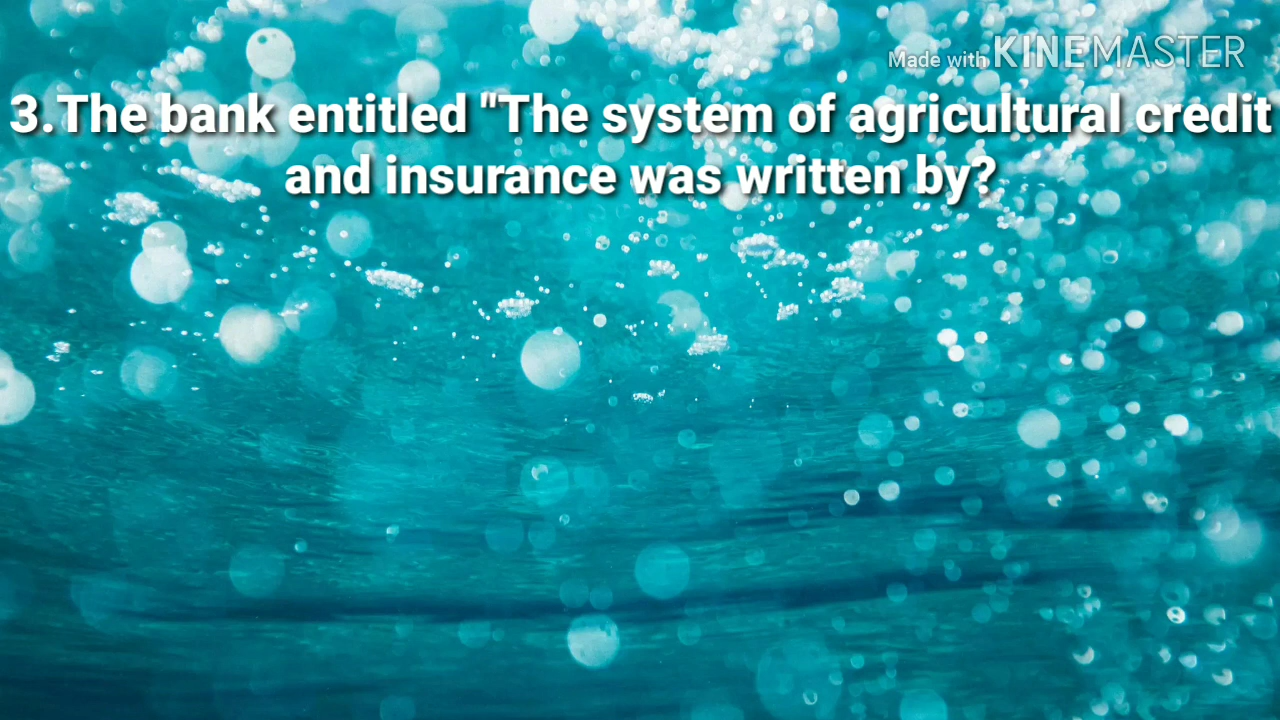 Made with KINEMASTER
3.The bank entitled "The system of agricultural credit
and insurance was written by?